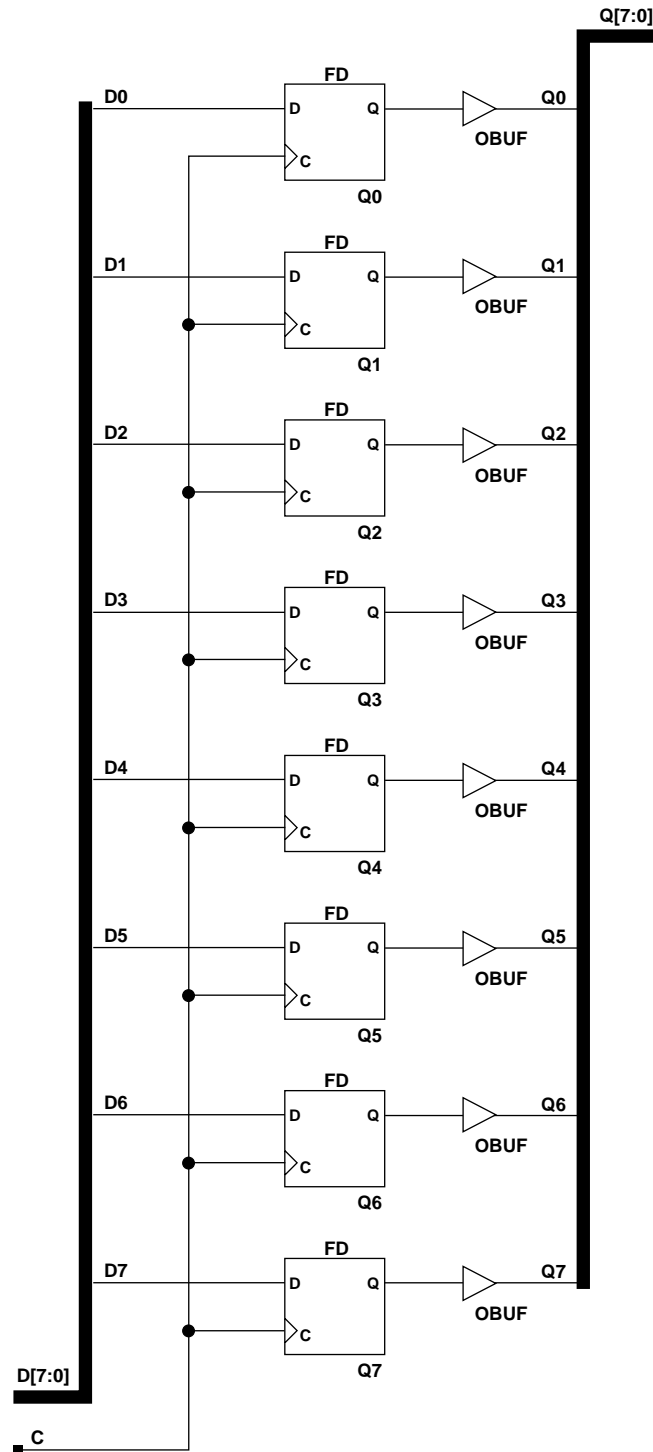 Q[7:0]
FD
D0 D Q Q0
OBUF
C
Q0
FD
D1 D Q Q1
OBUF
C
Q1
FD
D2 D Q Q2
OBUF
C
Q2
FD
D3 D Q Q3
OBUF
C
Q3
FD
D4 D Q Q4
OBUF
C
Q4
FD
D5 D Q Q5
OBUF
C
Q5
FD
D6 D Q Q6
OBUF
C
Q6
FD
D7 D Q Q7
OBUF
C
Q7
D[7:0]
C